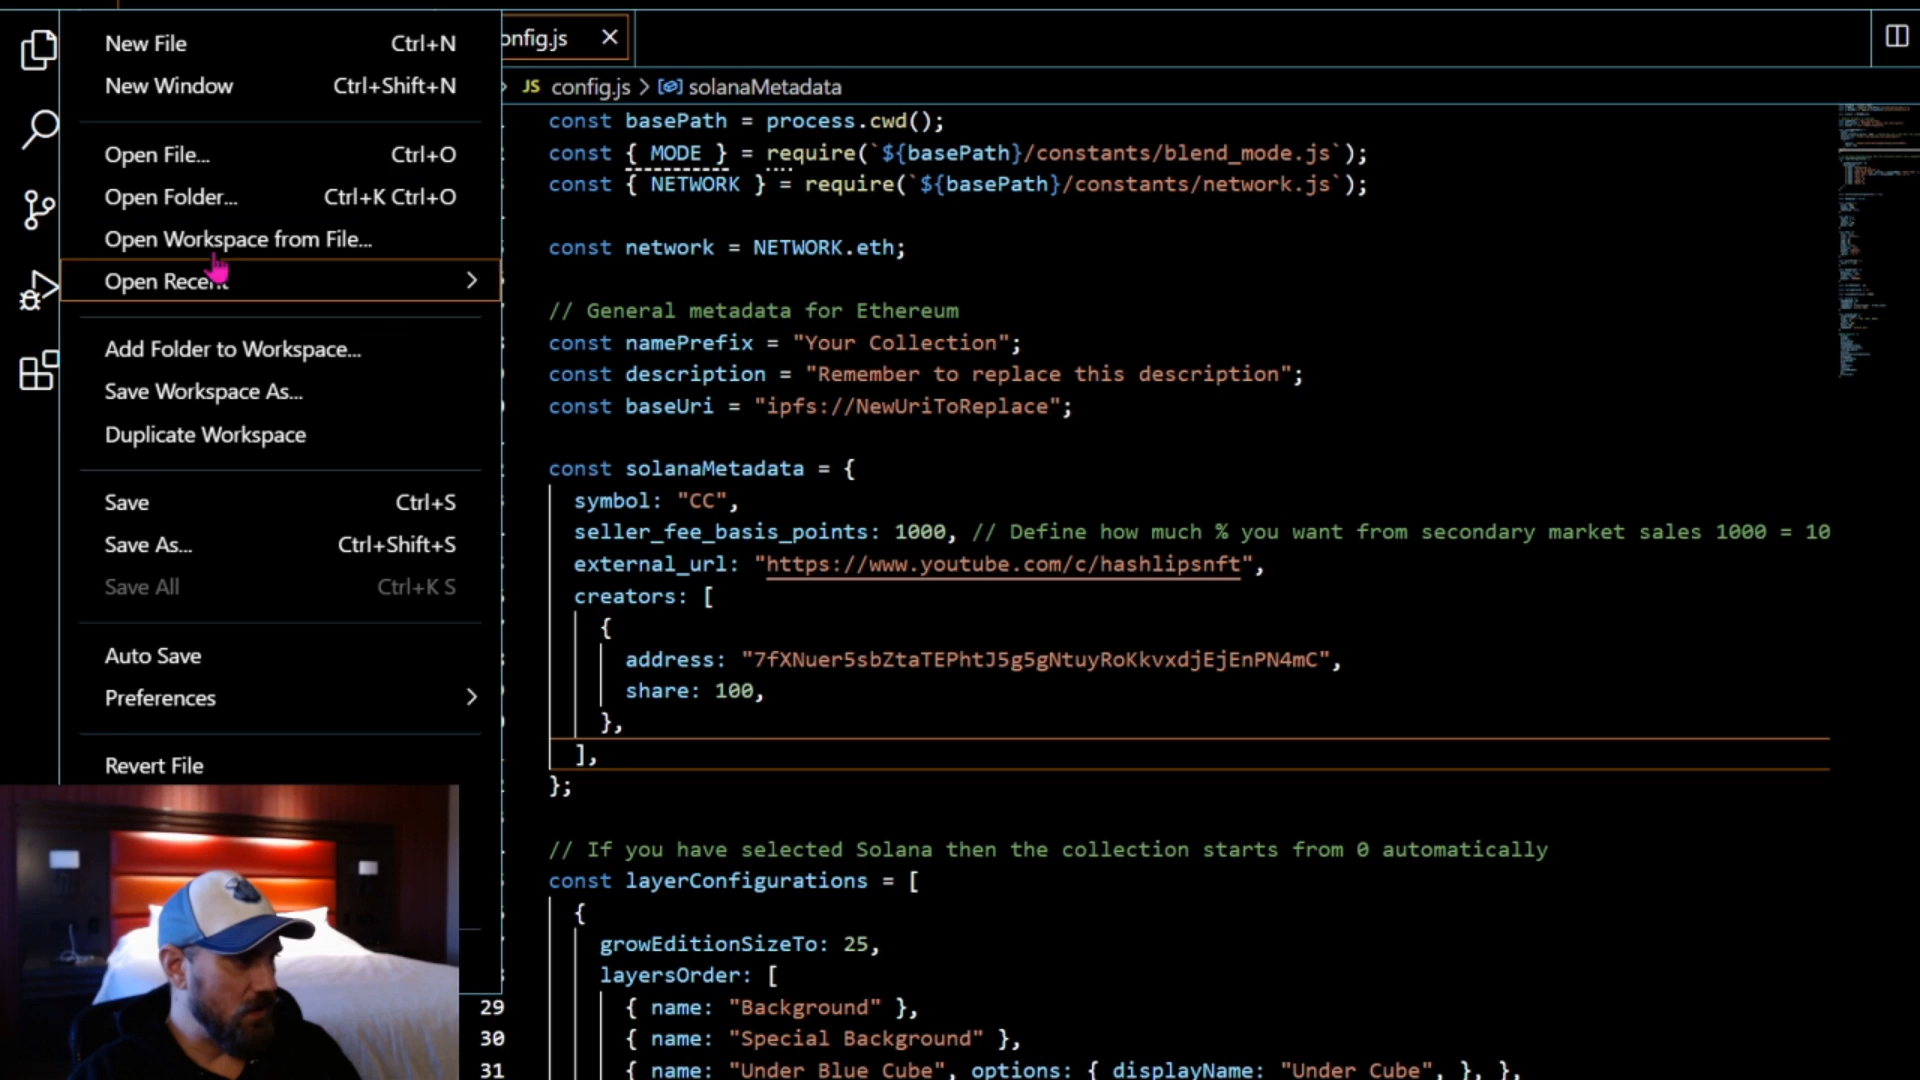 New File Ctrl+N
New Window Ctrl+Shift+N
Open File... Ctrl+O
Open Folder... Ctrl+K Ctrl+O
Open Workspace from File...
Open Recent
Add Folder to Workspace...
Save Workspace As...
Duplicate Workspace
Save Ctrl+S
Save As... Ctrl+Shift+S
Save All Ctrl+K S
Auto Save
Preferences
Revert File
onfig.js
JS config.js > solanaMetadata
const basePath = process.cwd();
const { MODE } = require(`${basePath}/constants/blend_mode.js`);
const { NETWORK } = require(`${basePath}/constants/network.js`);
const network = NETWORK.eth;
// General metadata for Ethereum
const namePrefix = "Your Collection";
const description = "Remember to replace this description";
const baseUri = "ipfs://NewUriToReplace";
const solanaMetadata = {
symbol: "CC",
seller_fee_basis_points: 1000, // Define how much % you want from secondary market sales 1000 = 10
external_url: "https://www.youtube.com/c/hashlipsnft",
creators: [
{
address: "7fXNuer5sbZtaTEPhtJ5g5gNtuyRoKkvxdjEjEnPN4mC",
share: 100,
},
],
};
// If you have selected Solana then the collection starts from 0 automatically
const layerConfigurations = [
{
growEditionSizeTo: 25,
layersOrder: [
29 { name: "Background" },
30 { name: "Special Background" },
31 { name: "Under Blue Cube", options: { displayName: "Under Cube", }, },